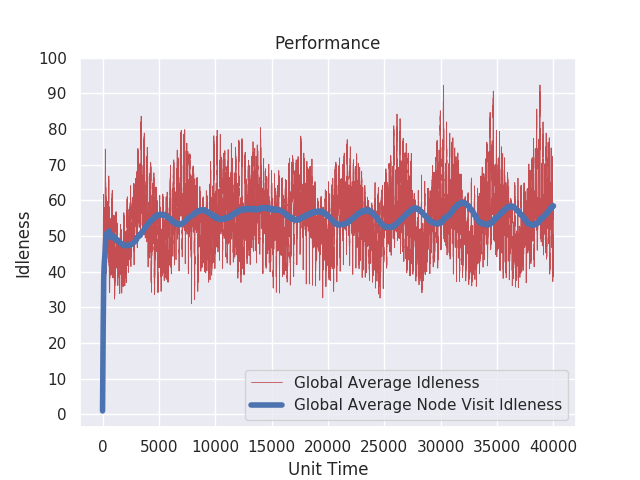 Performance
100
90
80
70
60
50
40
30
20
10
0
Idleness
Global Average Idleness
Global Average Node Visit Idleness
0 5000 10000 15000 20000 25000 30000 35000 40000
Unit Time